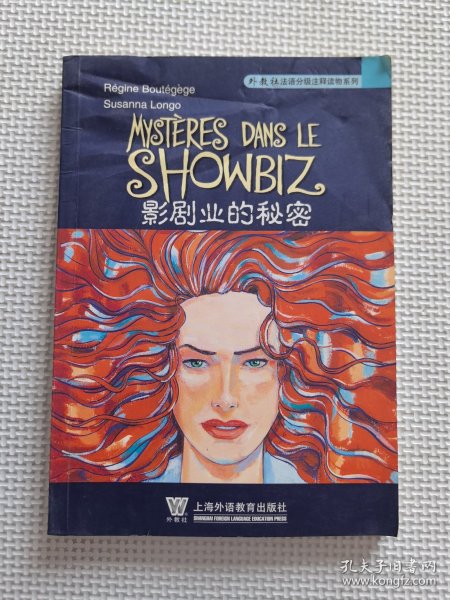 外教社法语分级注释读物系列
Régine Boutégège
Susanna Longo
MYSTÈRES DANS LE
SHOWBIZ
影剧业的秘密
W
外教社
上海外语教育出版社
SHANGHAI FOREIGN LANGUAGE EDUCATION PRESS
孔夫子旧书网
www.kongfz.com